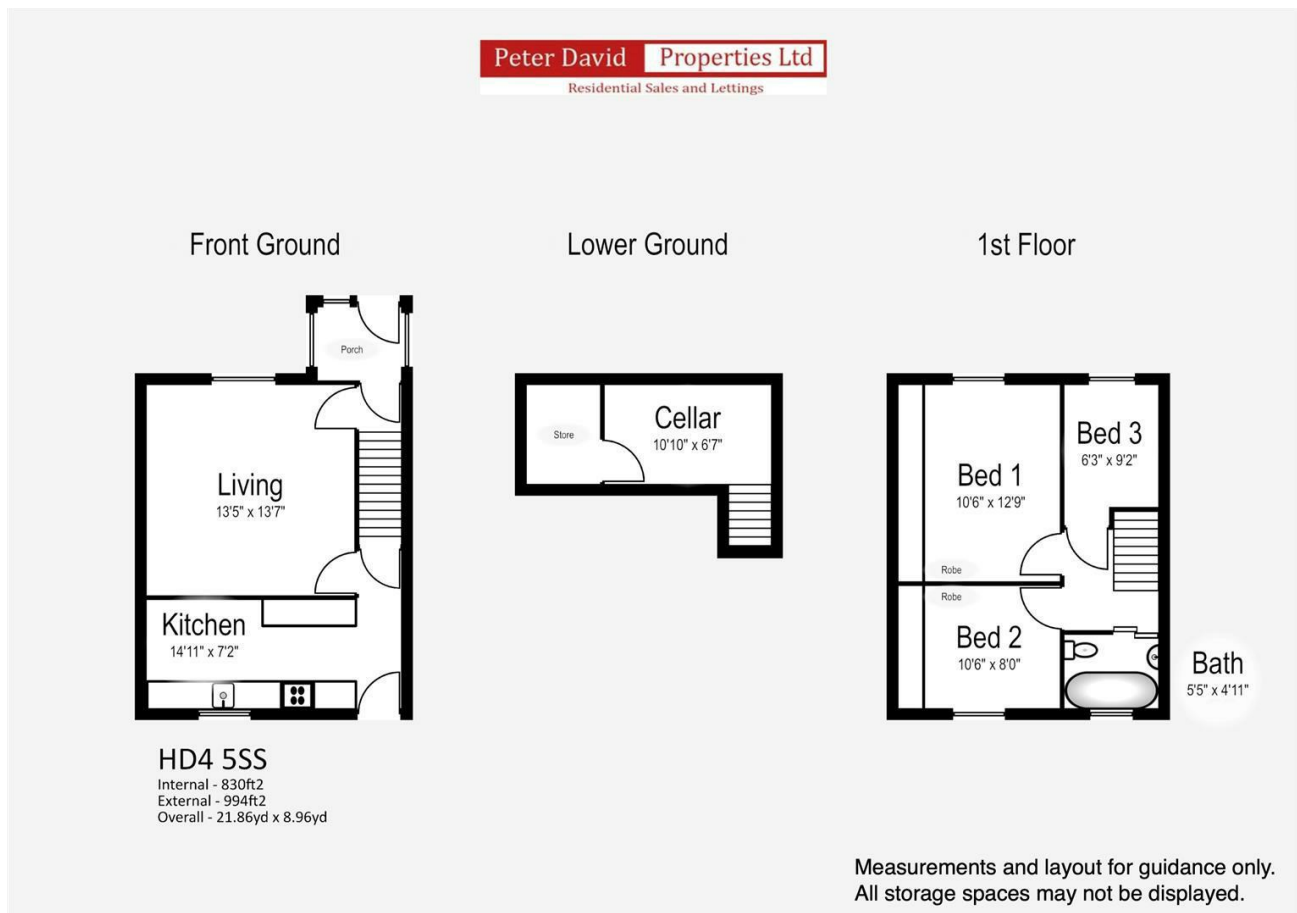 Peter David Properties Ltd
Residential Sales and Lettings
Front Ground
Lower Ground
1st Floor
Porch
Living
13'5" x 13'7"
Kitchen
14'11" x 7'2"
Store
Cellar
10'10" x 6'7"
Bed 1
10'6" x 12'9"
Robe
Bed 3
6'3" x 9'2"
Robe
Bed 2
10'6" x 8'0"
Bath
5'5" x 4'11"
HD4 5SS
Internal - 830ft2
External - 994ft2
Overall - 21.86yd x 8.96yd
Measurements and layout for guidance only.
All storage spaces may not be displayed.